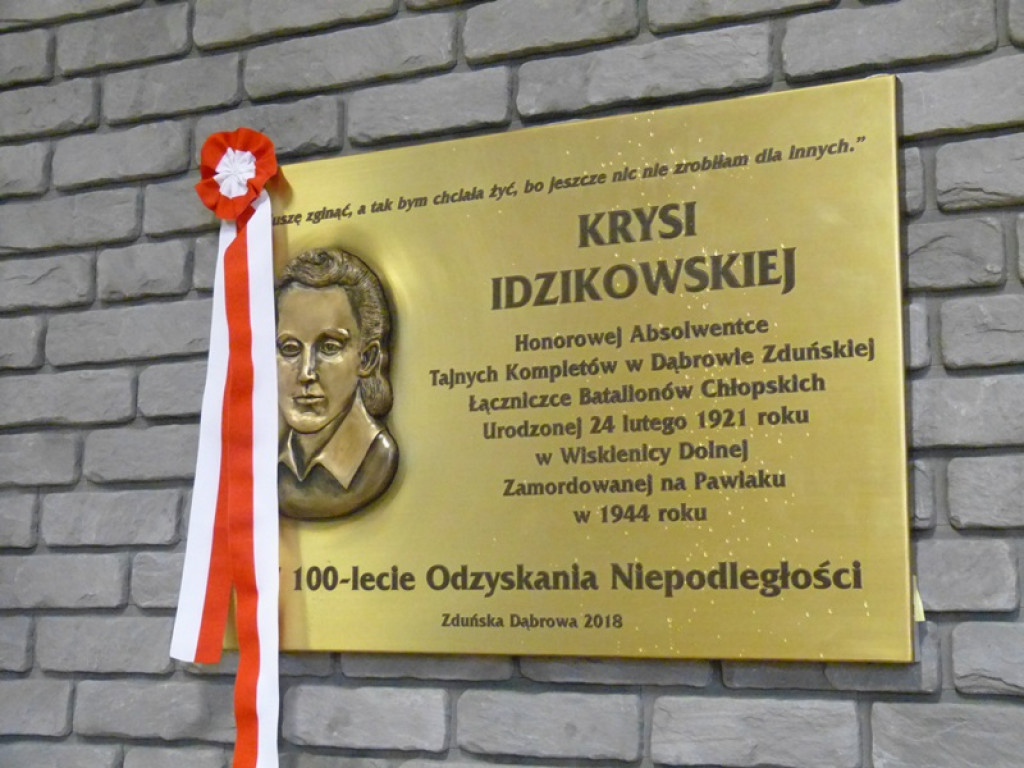 a tak bym chciała żyć, bo jeszcze nic nie zrobiłam dla innych.”
KRYSI
IDZIKOWSKIEJ
Honorowej Absolwentce
Tajnych Kompletów w Dąbrowie Zduńskiej
Łączniczce Batalionów Chłopskich
Urodzonej 24 lutego 1921 roku
w Wiskienicy Dolnej
Zamordowanej na Pawiaku
w 1944 roku
100-lecie Odzyskania Niepodległości
Zduńska Dąbrowa 2018